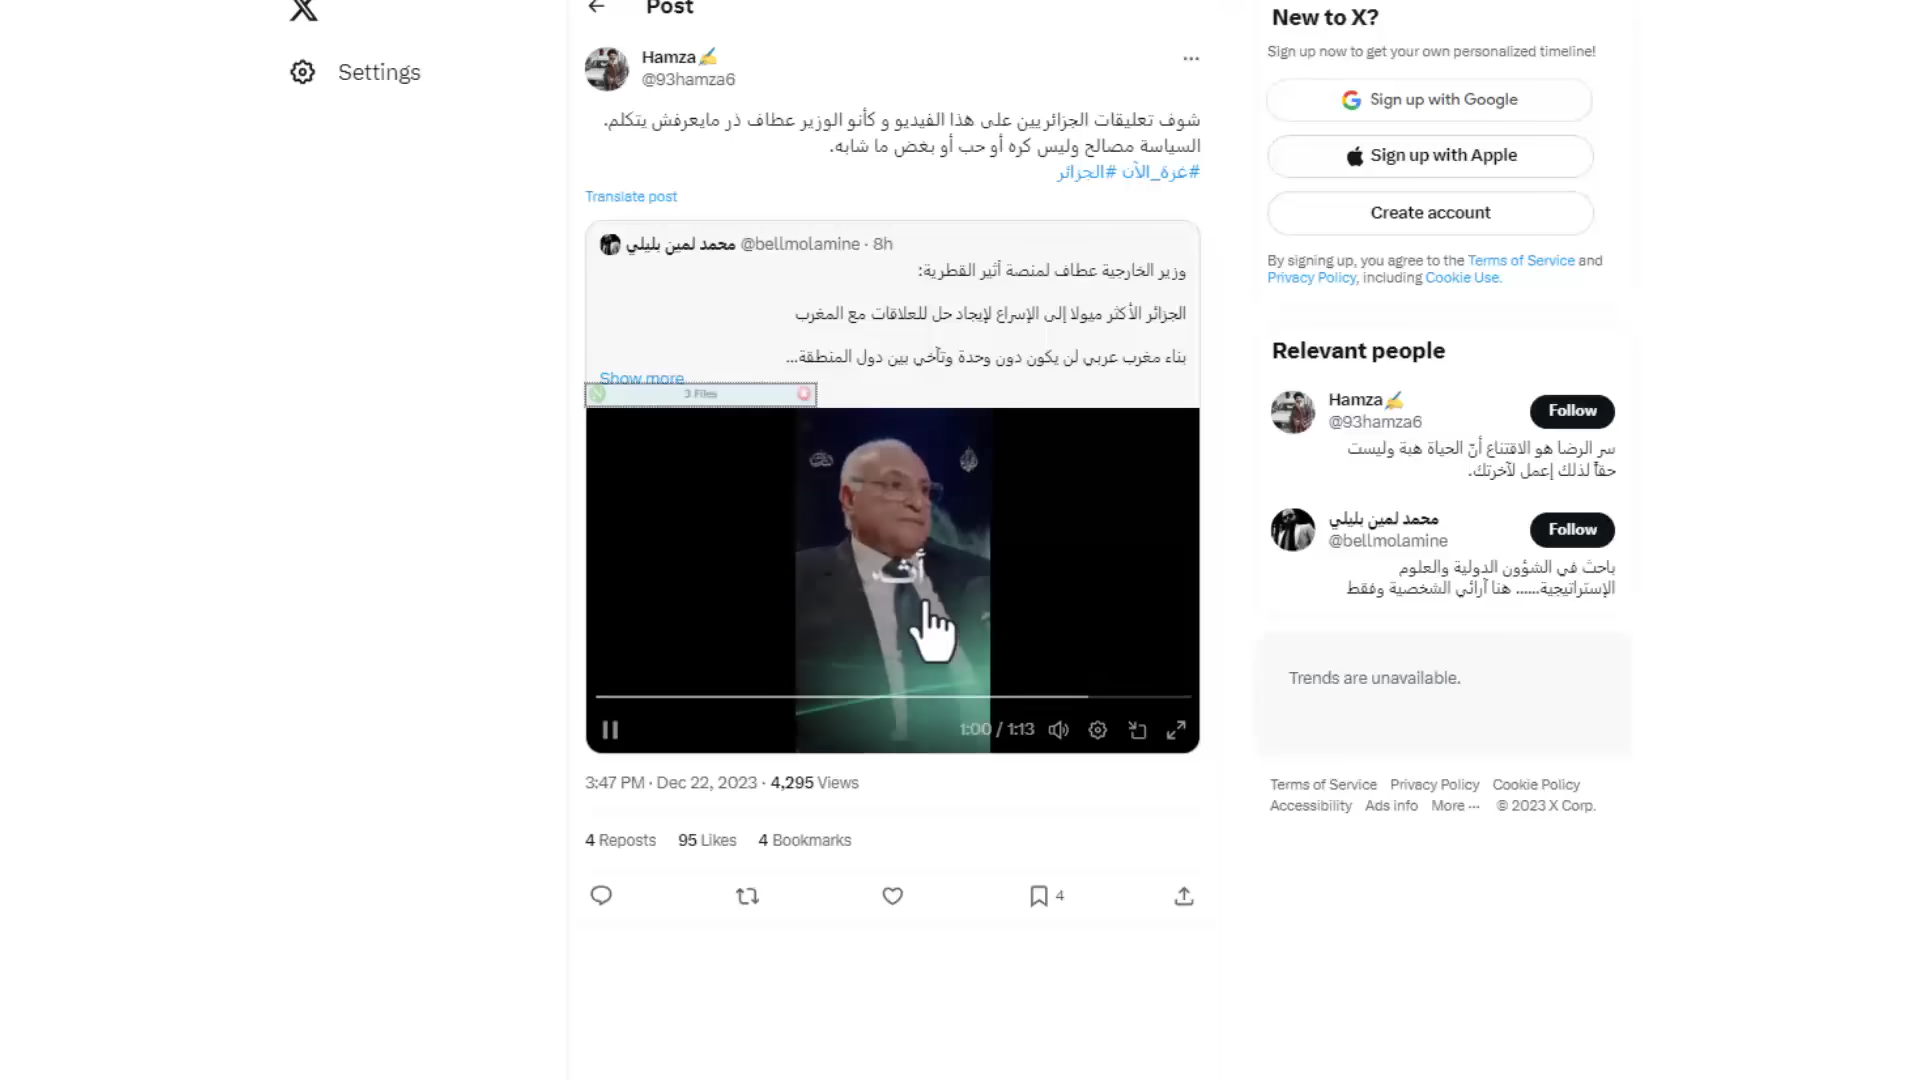 Settings
Post
Hamza✍
@93hamza6
شوف تعليقات الجزائريين على هذا الفيديو و كأنو الوزير عطاف ذر مايعرفش يتكلم.
السياسة مصالح وليس كره أو حب أو بغض ما شابه.
#غزة_الآن #الجزائر
Translate post
محمد لمين بليلي @bellmolamine · 8h
وزير الخارجية عطاف لمنصة أثير القطرية:
الجزائر الأكثر ميولا إلى الإسراع لإيجاد حل للعلاقات مع المغرب
بناء مغرب عربي لن يكون دون وحدة وتآخي بين دول المنطقة...
Show more
3 Files
1:00 / 1:13
3:47 PM · Dec 22, 2023 · 4,295 Views
4 Reposts 95 Likes 4 Bookmarks
4
New to X?
Sign up now to get your own personalized timeline!
Sign up with Google
Sign up with Apple
Create account
By signing up, you agree to the Terms of Service and
Privacy Policy, including Cookie Use.
Relevant people
Hamza✍
@93hamza6
Follow
سر الرضا هو الاقتناع أنّ الحياة هبة وليست
حقاً لذلك إعمل لآخرتك.
محمد لمين بليلي
@bellmolamine
Follow
باحث في الشؤون الدولية والعلوم
الإستراتيجية...... هنا آرائي الشخصية وفقط
Trends are unavailable.
Terms of Service Privacy Policy Cookie Policy
Accessibility Ads info More ··· © 2023 X Corp.